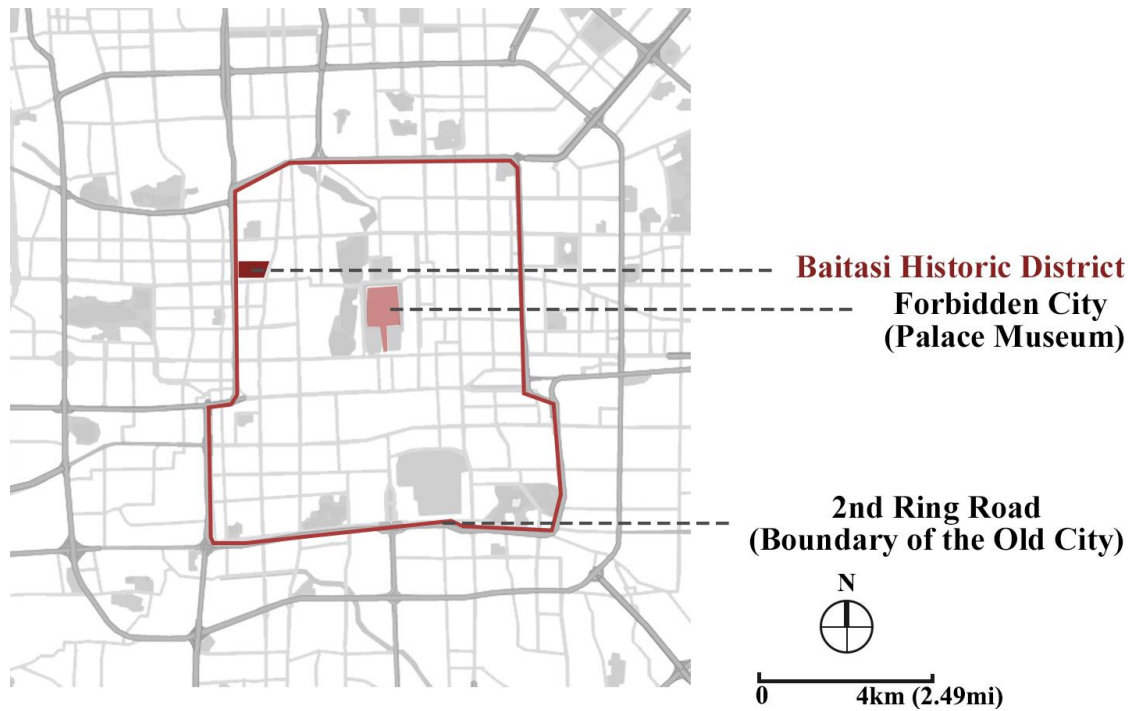 Baitasi Historic District
Forbidden City
(Palace Museum)
2nd Ring Road
(Boundary of the Old City)
N
0 4km (2.49mi)